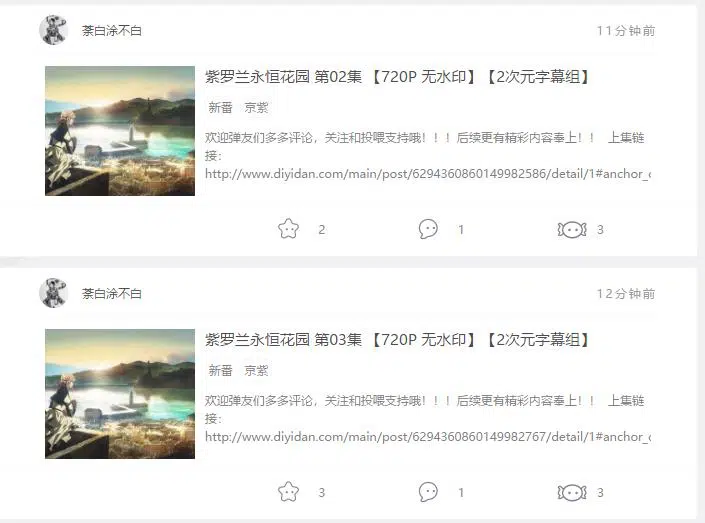 荼白涂不白
11分钟前
紫罗兰永恒花园 第02集 【720P 无水印】【2次元字幕组】
新番 京紫
欢迎弹友们多多评论，关注和投喂支持哦！！！后续更有精彩内容奉上！！ 上集链
接：
http://www.diyidan.com/main/post/6294360860149982586/detail/1#anchor_c
2
1
3
荼白涂不白
12分钟前
紫罗兰永恒花园 第03集 【720P 无水印】【2次元字幕组】
新番 京紫
欢迎弹友们多多评论，关注和投喂支持哦！！！后续更有精彩内容奉上！！ 上集链
接：
http://www.diyidan.com/main/post/6294360860149982767/detail/1#anchor_c
3
1
3